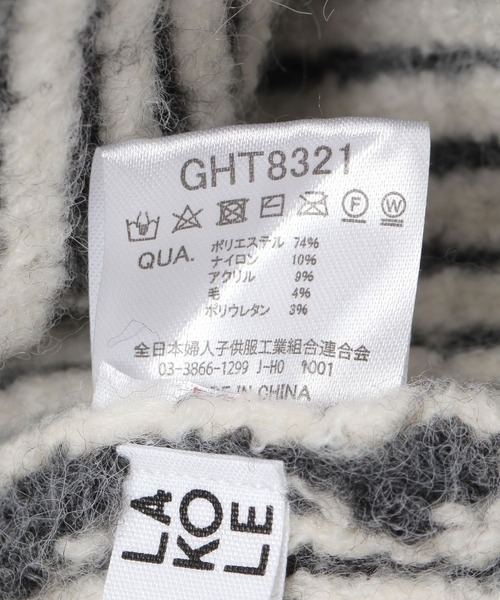 GHT8321
F W
QUA.
ポリエステル 74%
ナイロン 10%
アクリル 9%
毛 4%
ポリウレタン 3%
全日本婦人子供服工業組合連合会
03-3866-1299 J-HO 1001
IN CHINA
LA
KO
LE